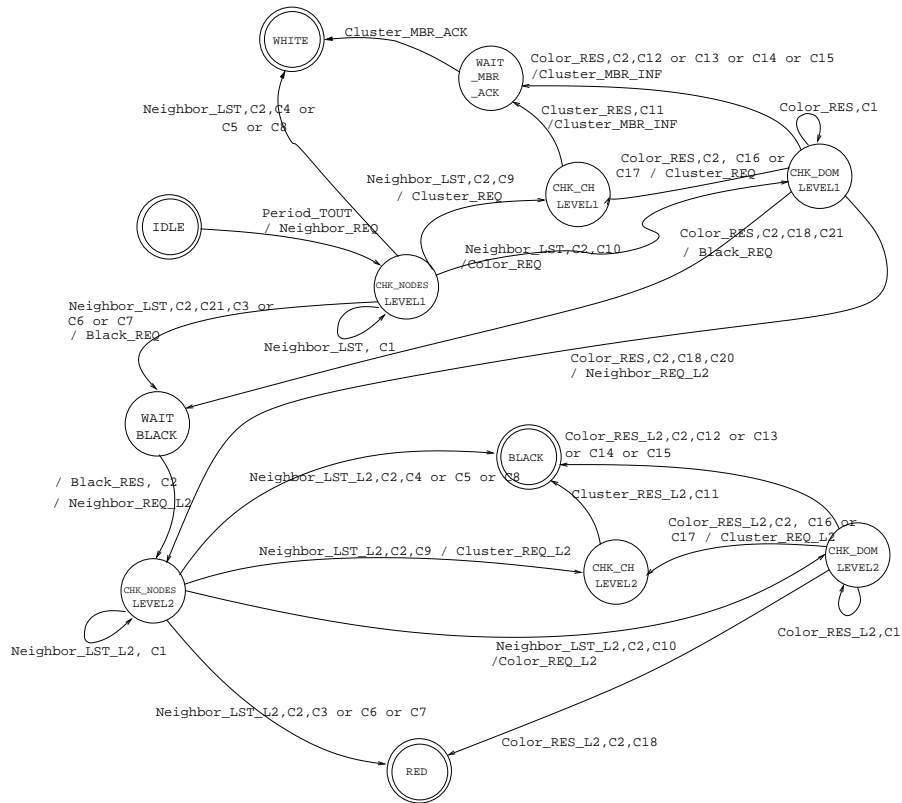 WHITE
Cluster_MBR_ACK
WAIT
_MBR
_ACK
Color_RES,C2,C12 or C13 or C14 or C15
/Cluster_MBR_INF
Neighbor_LST,C2,C4 or
C5 or C8
Cluster_RES,C11
/Cluster_MBR_INF
Color_RES,C1
Color_RES,C2, C16 or
C17 / Cluster_REQ
CHK_DOM
LEVEL1
Neighbor_LST,C2,C9
/ Cluster_REQ
CHK_CH
LEVEL1
IDLE
Period_TOUT
/ Neighbor_REQ
Color_RES,C2,C18,C21
/ Black_REQ
Neighbor_LST,C2,C10
/Color_REQ
CHK_NODES
LEVEL1
Neighbor_LST,C2,C21,C3 or
C6 or C7
/ Black_REQ
Neighbor_LST, C1
Color_RES,C2,C18,C20
/ Neighbor_REQ_L2
WAIT
BLACK
BLACK
Color_RES_L2,C2,C12 or C13
or C14 or C15
/ Black_RES, C2
/ Neighbor_REQ_L2
Neighbor_LST_L2,C2,C4 or C5 or C8
Cluster_RES_L2,C11
Color_RES_L2,C2, C16 or
C17 / Cluster_REQ_L2
Neighbor_LST_L2,C2,C9 / Cluster_REQ_L2
CHK_CH
LEVEL2
CHK_DOM
LEVEL2
CHK_NODES
LEVEL2
Neighbor_LST_L2, C1
Color_RES_L2,C1
Neighbor_LST_L2,C2,C10
/Color_REQ_L2
Neighbor_LST_L2,C2,C3 or C6 or C7
Color_RES_L2,C2,C18
RED